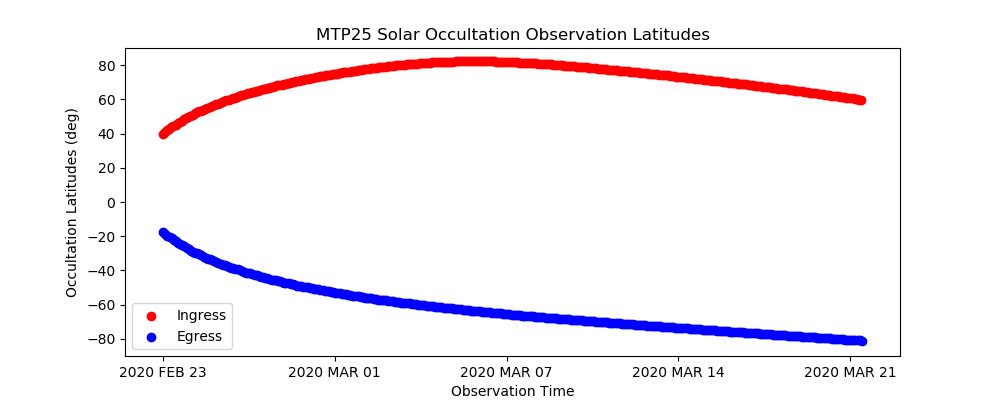 MTP25 Solar Occultation Observation Latitudes
Occultation Latitudes (deg)
80
60
40
20
0
−20
−40
−60
−80
Ingress
Egress
2020 FEB 23 2020 MAR 01 2020 MAR 07 2020 MAR 14 2020 MAR 21
Observation Time